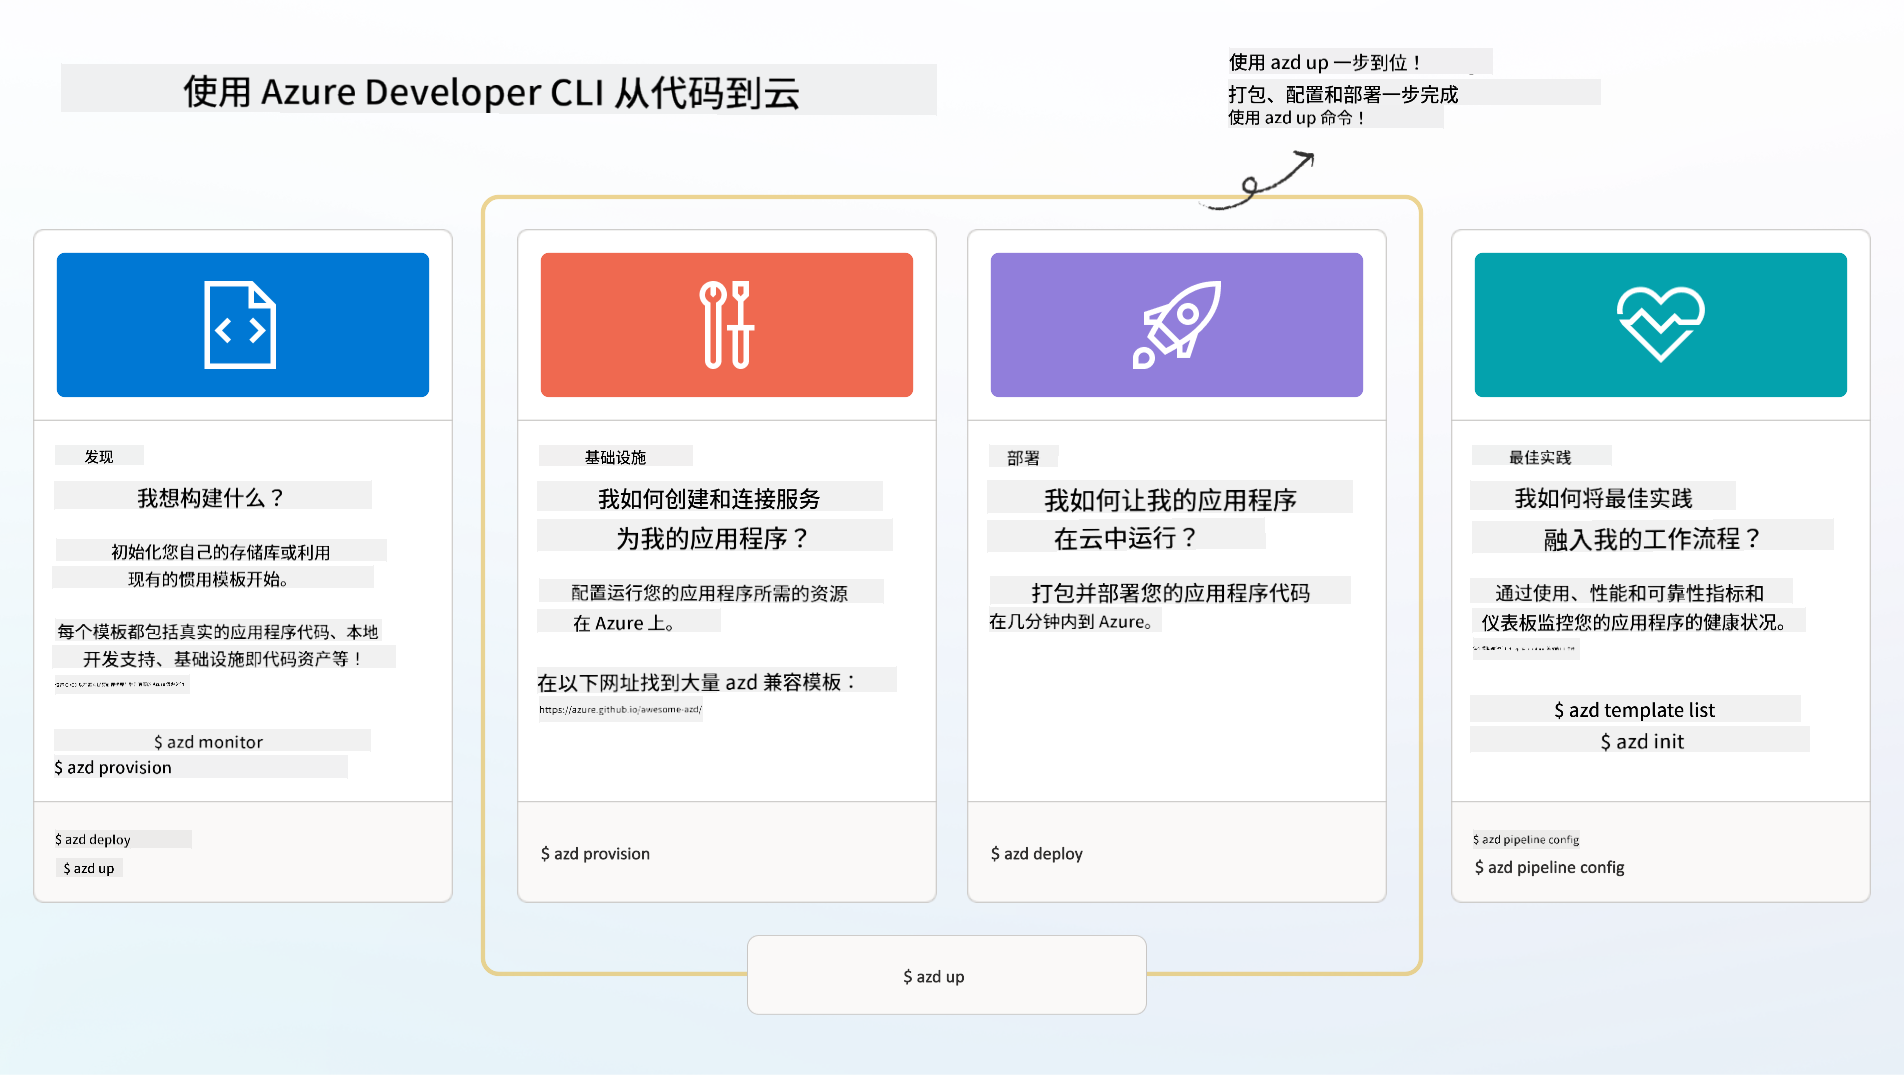 使用 Azure Developer CLI 从代码到云
使用 azd up 一步到位！
打包、配置和部署一步完成
使用 azd up 命令！
发现
我想构建什么？
初始化您自己的存储库或利用
现有的惯用模板开始。
每个模板都包括真实的应用程序代码、本地
开发支持、基础设施即代码资产等！
$ azd monitor
$ azd provision
$ azd deploy
$ azd up
基础设施
我如何创建和连接服务
为我的应用程序？
配置运行您的应用程序所需的资源
在 Azure 上。
在以下网址找到大量 azd 兼容模板：
https://azure.github.io/awesome-azd/
$ azd provision
部署
我如何让我的应用程序
在云中运行？
打包并部署您的应用程序代码
在几分钟内到 Azure。
$ azd deploy
最佳实践
我如何将最佳实践
融入我的工作流程？
通过使用、性能和可靠性指标和
仪表板监控您的应用程序的健康状况。
$ azd template list
$ azd init
$ azd pipeline config
$ azd pipeline config
$ azd up